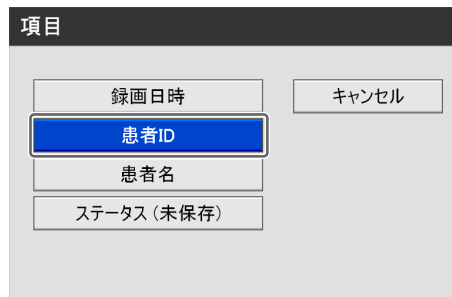 項目
録画日時
キャンセル
患者ID
患者名
ステータス（未保存）